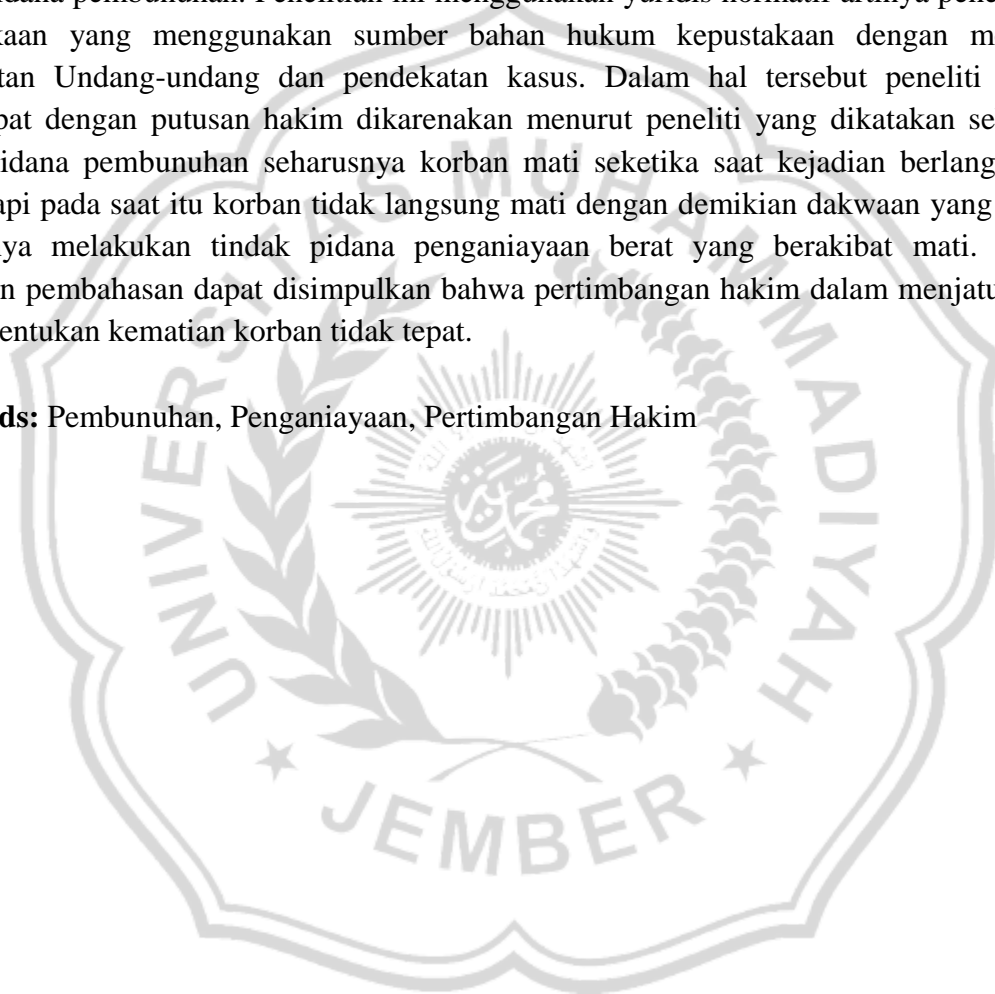 dana pembunuhan. Penelitian ini menggunakan yuridis normatif artinya pene
kaan yang menggunakan sumber bahan hukum kepustakaan dengan m
tan Undang-undang dan pendekatan kasus. Dalam hal tersebut peneliti
pat dengan putusan hakim dikarenakan menurut peneliti yang dikatakan se
idana pembunuhan seharusnya korban mati seketika saat kejadian berlang
api pada saat itu korban tidak langsung mati dengan demikian dakwaan yang
ya melakukan tindak pidana penganiayaan berat yang berakibat mati.
n pembahasan dapat disimpulkan bahwa pertimbangan hakim dalam menjatu
entukan kematian korban tidak tepat.
ds: Pembunuhan, Penganiayaan, Pertimbangan Hakim
UNIVERSITAS MUHAMMADIYAH
JEMBER